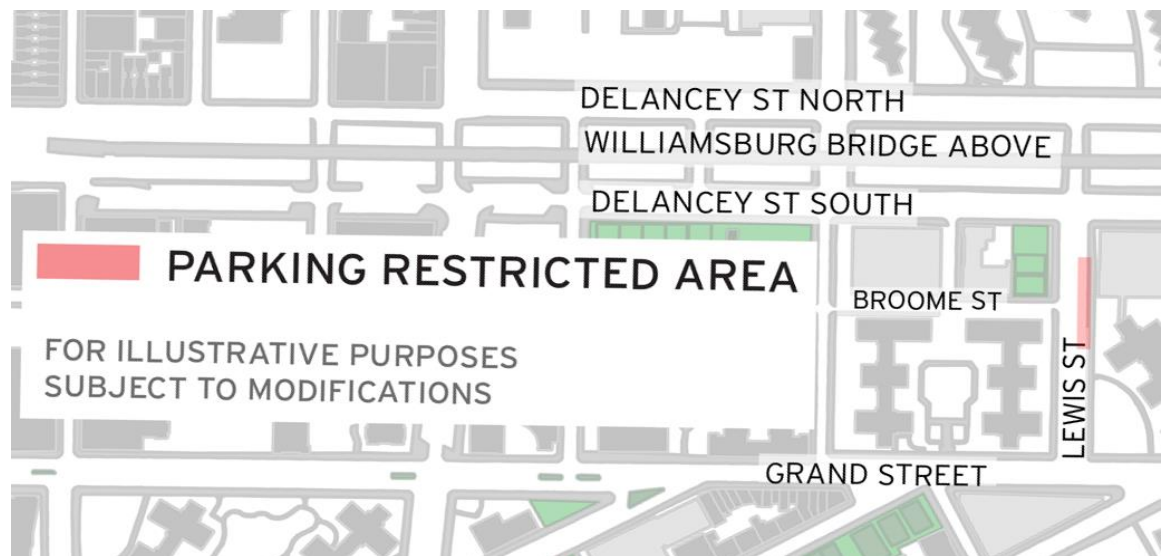 DELANCEY ST NORTH
WILLIAMSBURG BRIDGE ABOVE
DELANCEY ST SOUTH
PARKING RESTRICTED AREA
BROOME ST
FOR ILLUSTRATIVE PURPOSES
SUBJECT TO MODIFICATIONS
LEWIS ST
GRAND STREET